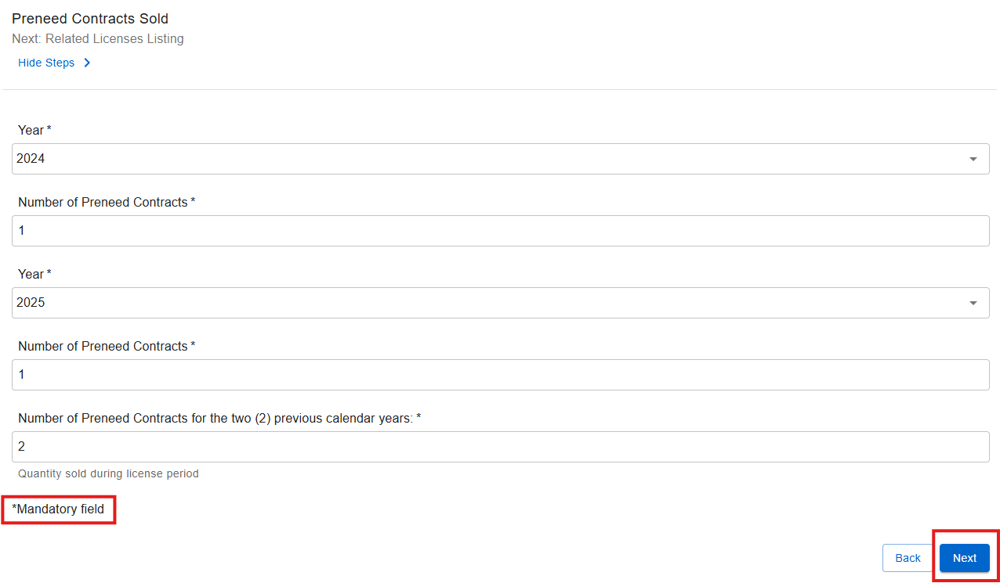 Preneed Contracts Sold
Next: Related Licenses Listing
Hide Steps
Year *
2024
Number of Preneed Contracts *
1
Year *
2025
Number of Preneed Contracts *
1
Number of Preneed Contracts for the two (2) previous calendar years: *
2
Quantity sold during license period
*Mandatory field
Back Next